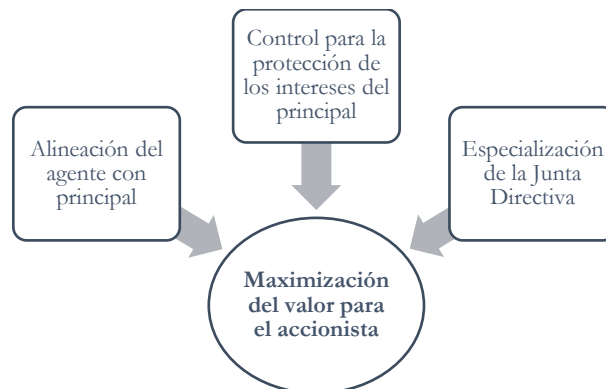 Control para la
protección de
los intereses del
principal
Alineación del
agente con
principal
Especialización
de la Junta
Directiva
Maximización
del valor para
el accionista